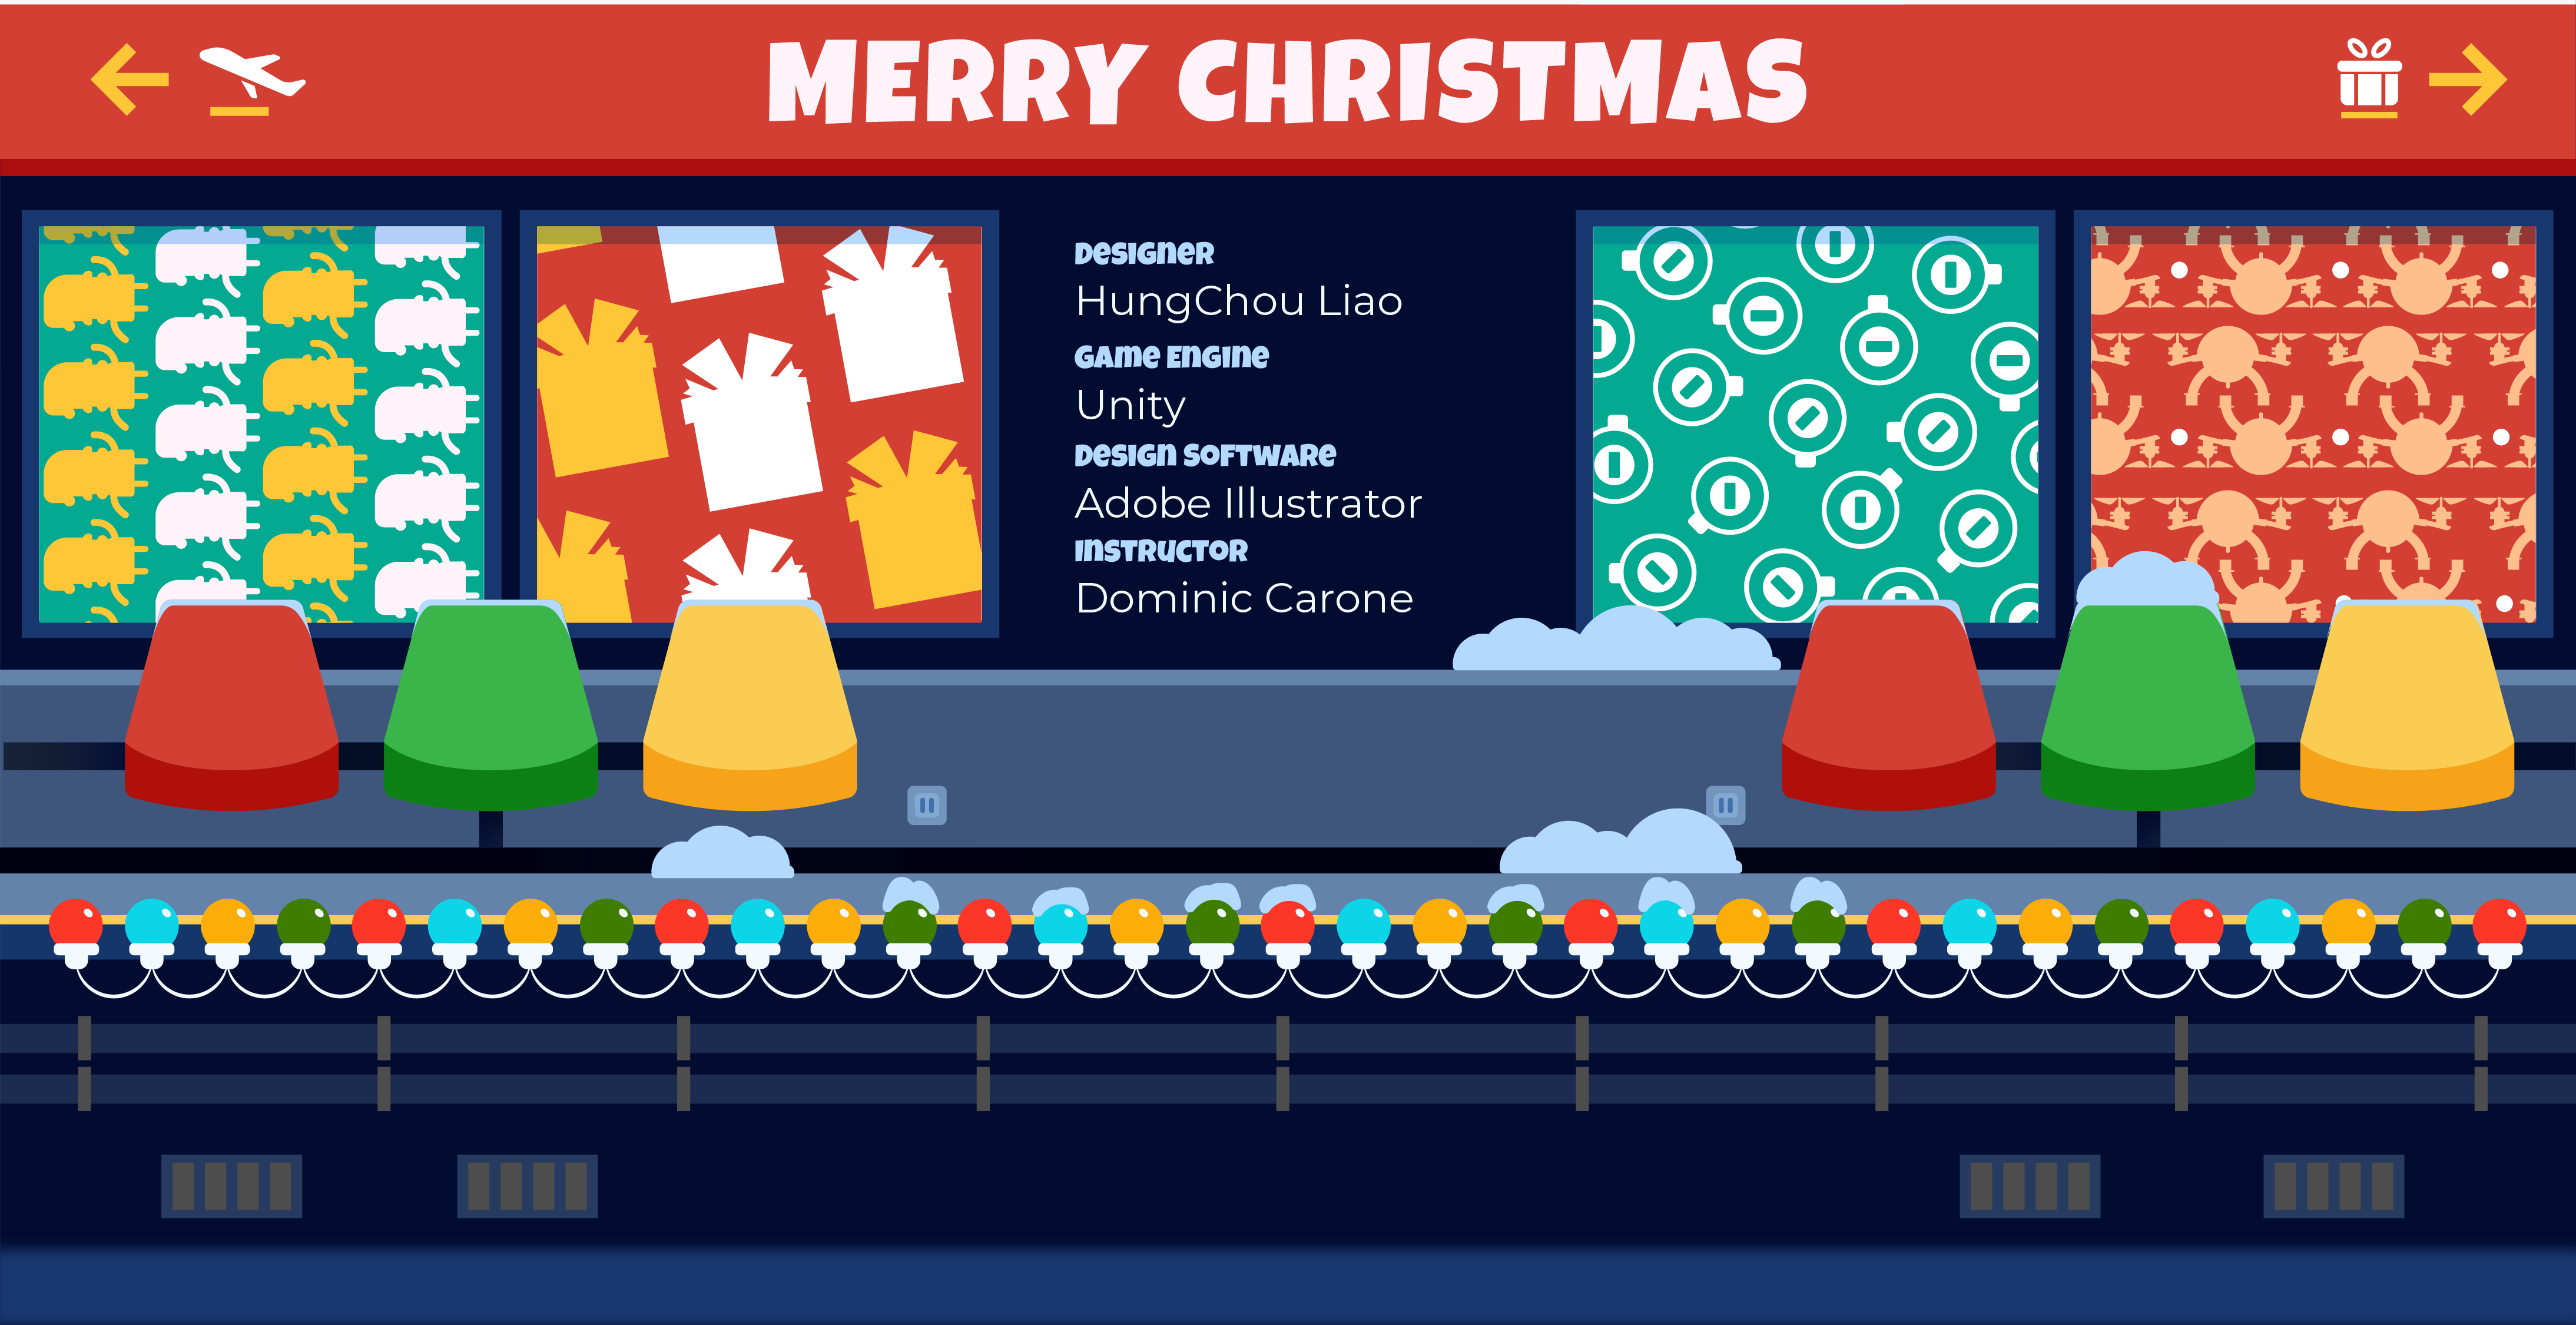 MERRY CHRISTMAS
DESIGNER
HungChou Liao
GAME ENGINE
Unity
DESIGN SOFTWARE
Adobe Illustrator
INSTRUCTOR
Dominic Carone